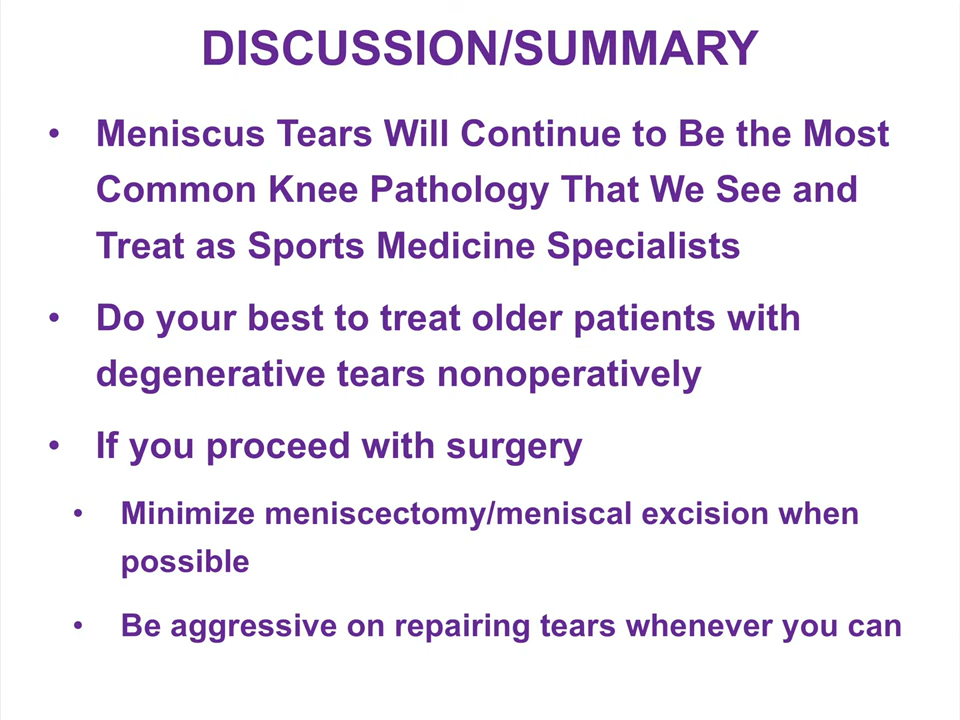 DISCUSSION/SUMMARY
• Meniscus Tears Will Continue to Be the Most
Common Knee Pathology That We See and
Treat as Sports Medicine Specialists
• Do your best to treat older patients with
degenerative tears nonoperatively
• If you proceed with surgery
• Minimize meniscectomy/meniscal excision when
possible
• Be aggressive on repairing tears whenever you can